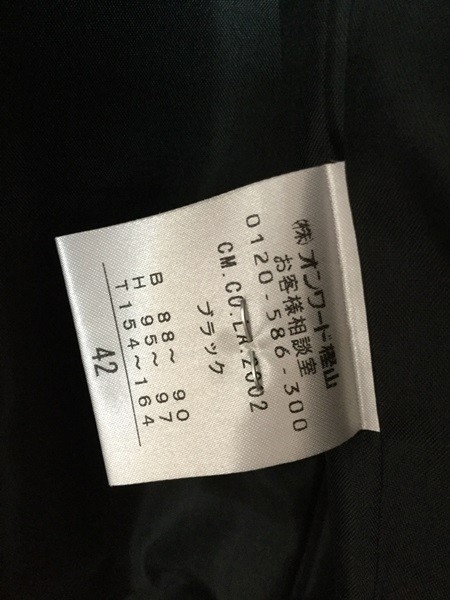 ㈱オンワード樫山
お客様相談室
0120-586-300
CM.CO.LA.2002
ブラック
B 88～ 90
H 95～ 97
T154～164
42